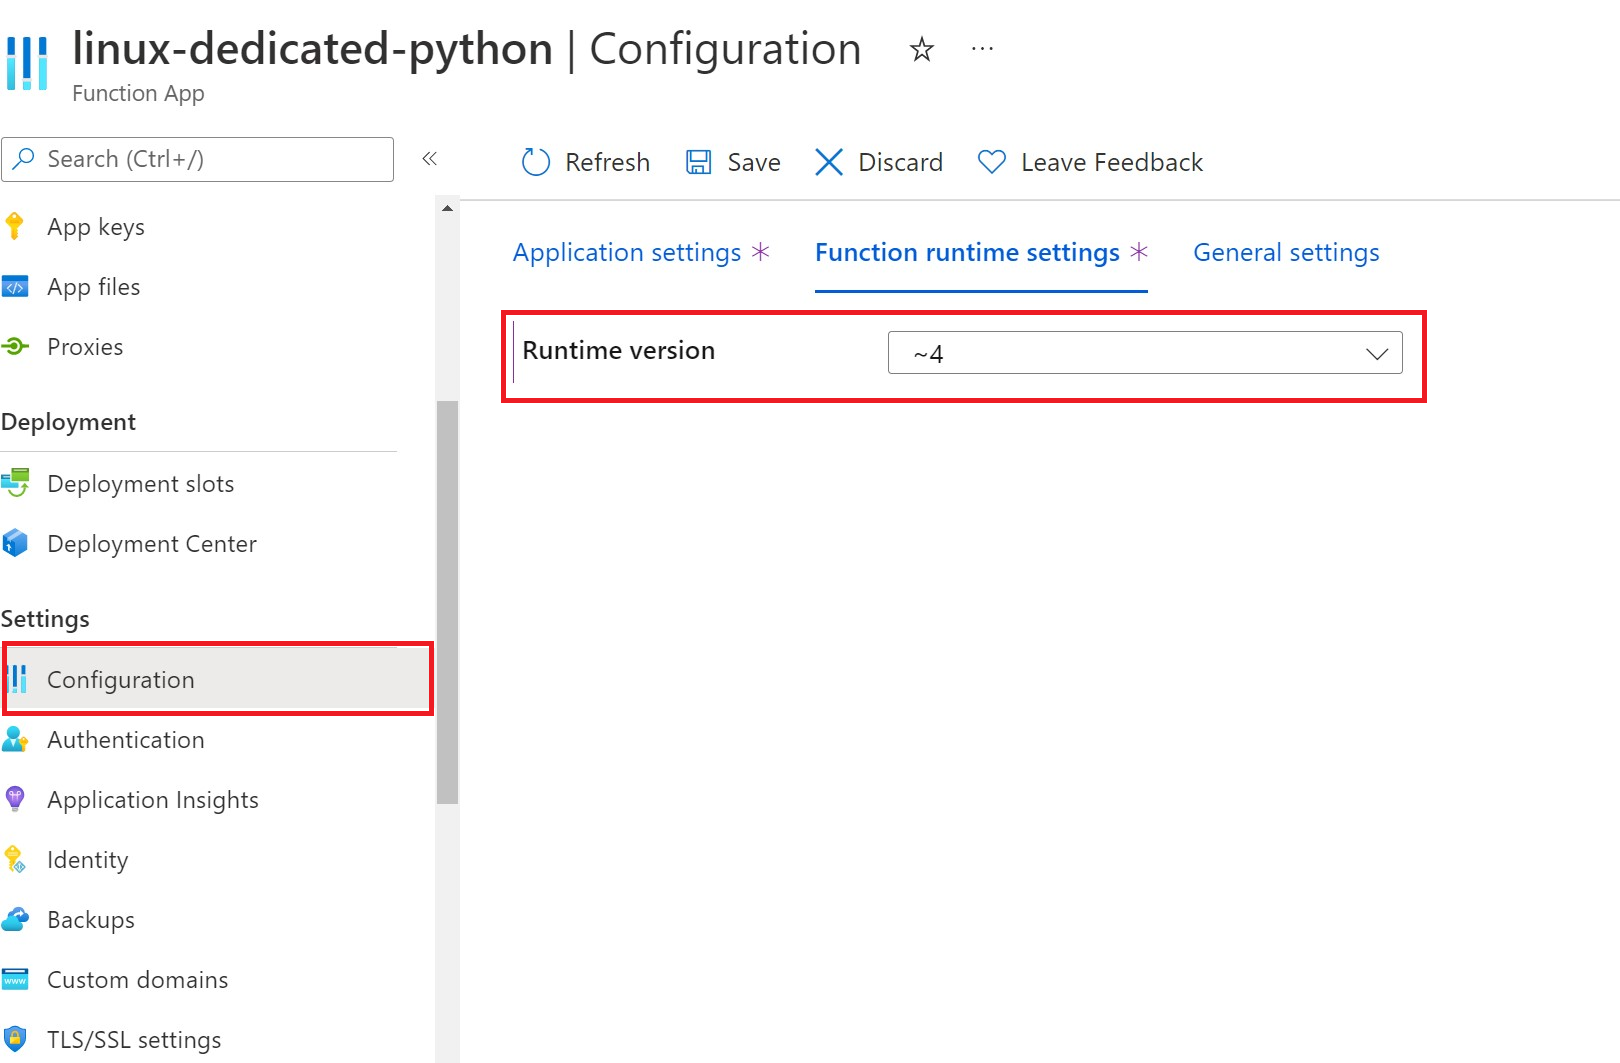 linux-dedicated-python | Configuration
Function App
Search (Ctrl+/)
Refresh
Save
Discard
Leave Feedback
App keys
App files
Proxies
Deployment
Deployment slots
Deployment Center
Settings
Configuration
Authentication
Application Insights
Identity
Backups
Custom domains
TLS/SSL settings
Application settings *
Function runtime settings *
General settings
Runtime version
~4